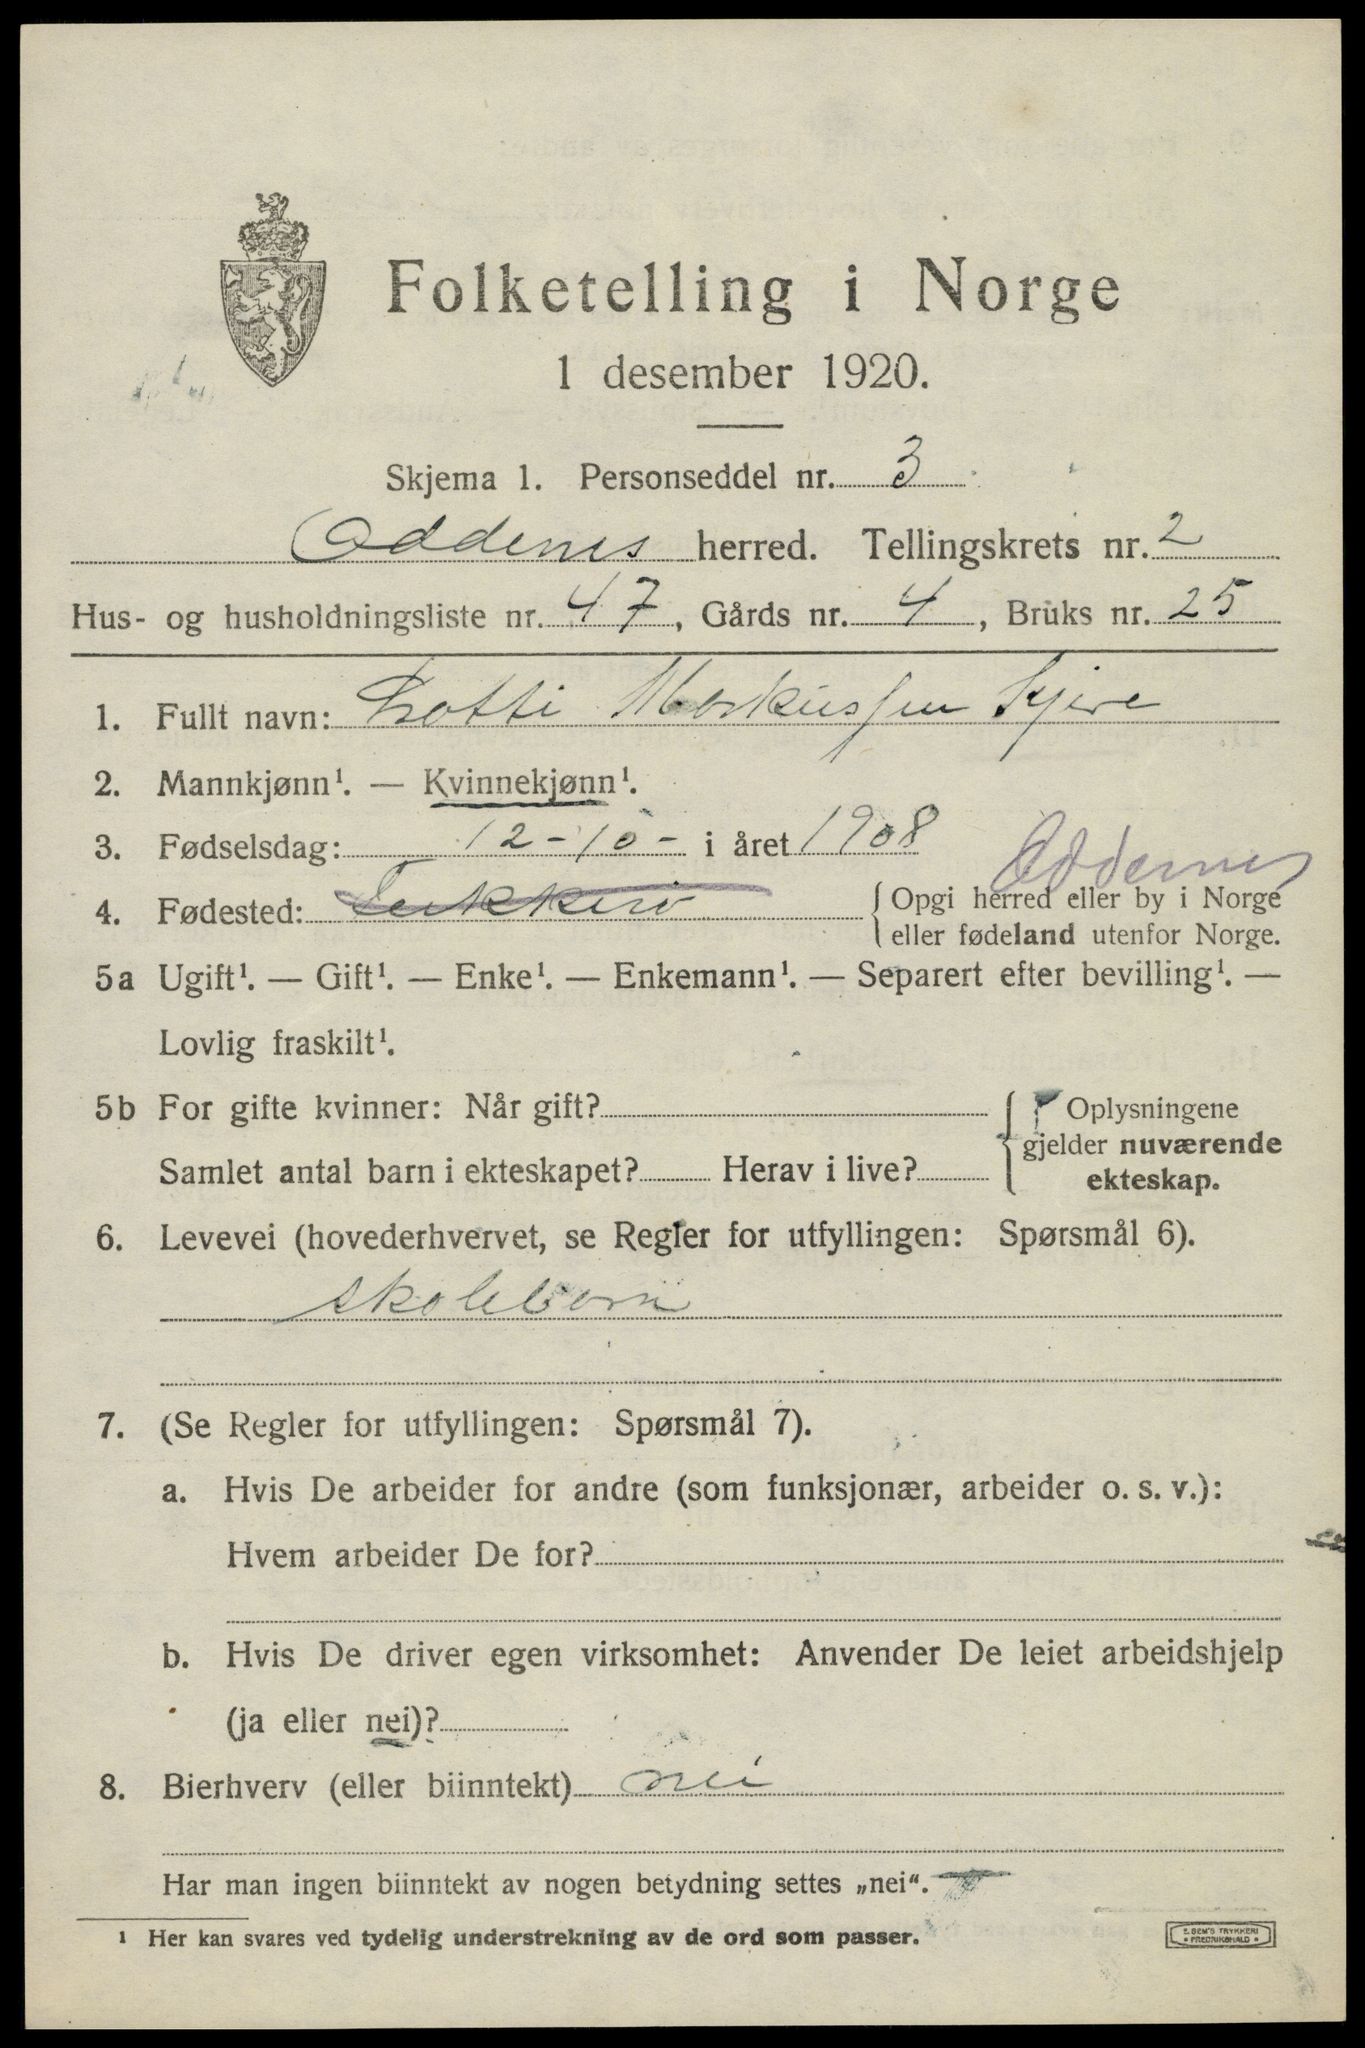 Folketelling i Norge
1 desember 1920.
Skjema 1. Personseddel nr. 3
Oddernes herred. Tellingskrets nr. 2
Hus- og husholdningsliste nr. 47, Gårds nr. 4, Bruks nr. 25
1. Fullt navn: Lotti Markussen Kjere
2. Mannkjønn¹. — Kvinnekjønn¹.
3. Fødselsdag: 12-10- i året 1908
Oddernes
4. Fødested: { Opgi herred eller by i Norge
eller fødeland utenfor Norge.
5a Ugift¹. — Gift¹. — Enke¹. — Enkemann¹. — Separert efter bevilling¹. —
Lovlig fraskilt¹.
5b For gifte kvinner: Når gift? { Oplysningene
gjelder nuværende
Samlet antal barn i ekteskapet? Herav i live?
ekteskap.
6. Levevei (hovederhvervet, se Regler for utfyllingen: Spørsmål 6).
skolebarn
7. (Se Regler for utfyllingen: Spørsmål 7).
a. Hvis De arbeider for andre (som funksjonær, arbeider o. s. v.):
Hvem arbeider De for?
b. Hvis De driver egen virksomhet: Anvender De leiet arbeidshjelp
(ja eller nei)?
8. Bierhverv (eller biinntekt) nei
Har man ingen biinntekt av nogen betydning settes „nei“.
¹ Her kan svares ved tydelig understrekning av de ord som passer.
E. SEM'S TRYKKERI
FREDRIKSHALD